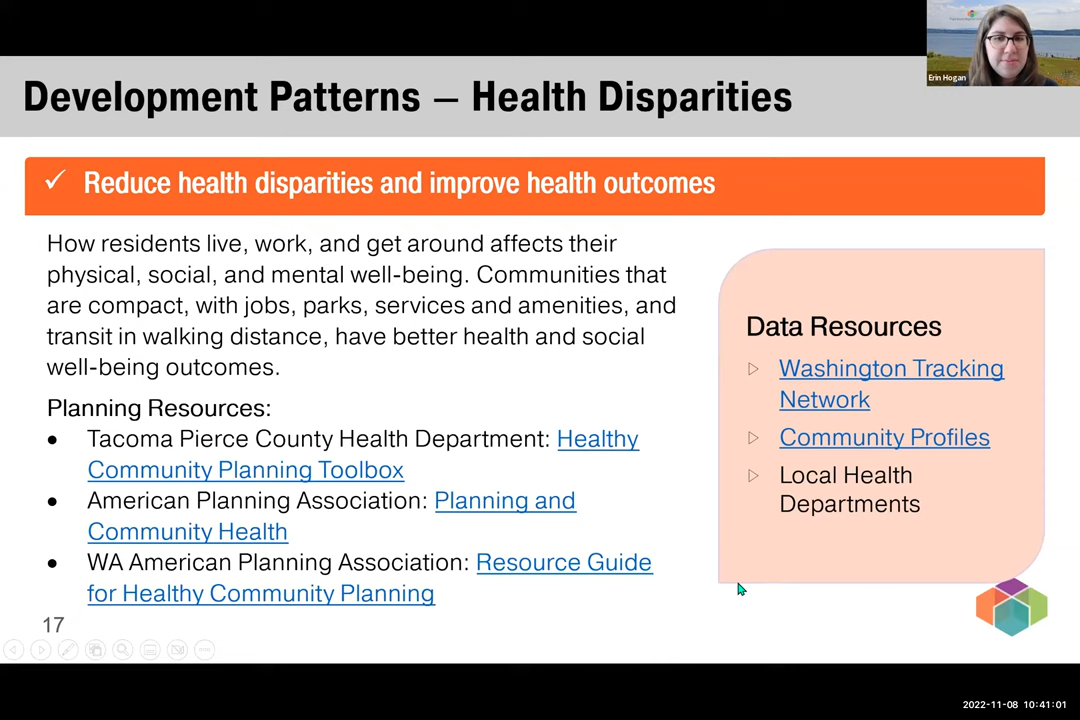 Erin Hogan
Development Patterns – Health Disparities
✓ Reduce health disparities and improve health outcomes
How residents live, work, and get around affects their
physical, social, and mental well-being. Communities that
are compact, with jobs, parks, services and amenities, and
transit in walking distance, have better health and social
well-being outcomes.
Planning Resources:
• Tacoma Pierce County Health Department: Healthy
Community Planning Toolbox
• American Planning Association: Planning and
Community Health
• WA American Planning Association: Resource Guide
for Healthy Community Planning
Data Resources
Washington Tracking
Network
Community Profiles
Local Health
Departments
17
2022-11-08 10:41:01